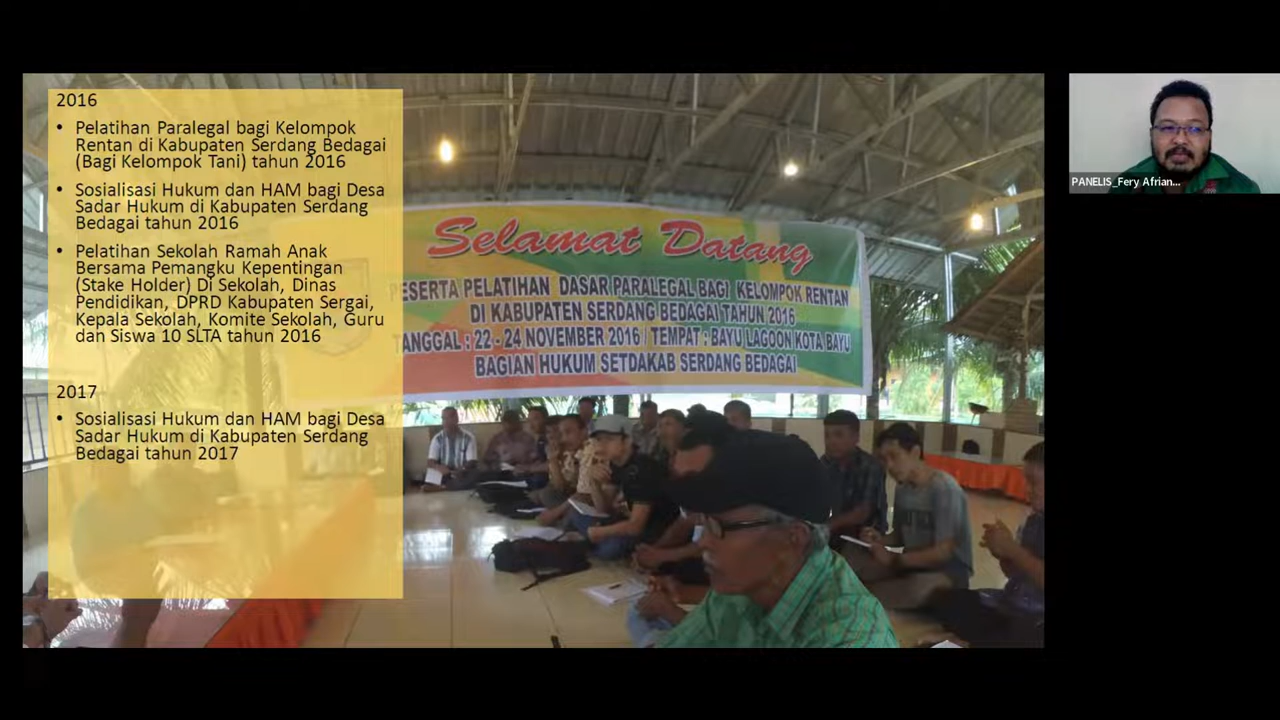 2016
• Pelatihan Paralegal bagi Kelompok
Rentan di Kabupaten Serdang Bedagai
(Bagi Kelompok Tani) tahun 2016
• Sosialisasi Hukum dan HAM bagi Desa
Sadar Hukum di Kabupaten Serdang
Bedagai tahun 2016
• Pelatihan Sekolah Ramah Anak
Bersama Pemangku Kepentingan
(Stake Holder) Di Sekolah, Dinas
Pendidikan, DPRD Kabupaten Sergai,
Kepala Sekolah, Komite Sekolah, Guru
dan Siswa 10 SLTA tahun 2016
2017
• Sosialisasi Hukum dan HAM bagi Desa
Sadar Hukum di Kabupaten Serdang
Bedagai tahun 2017
Selamat Datang
PESERTA PELATIHAN DASAR PARALEGAL BAGI KELOMPOK RENTAN
DI KABUPATEN SERDANG BEDAGAI TAHUN 2016
TANGGAL : 22 - 24 NOVEMBER 2016 / TEMPAT : BAYU LAGOON KOTA BAYU
BAGIAN HUKUM SETDAKAB SERDANG BEDAGAI
PANELIS_Fery Afrian...